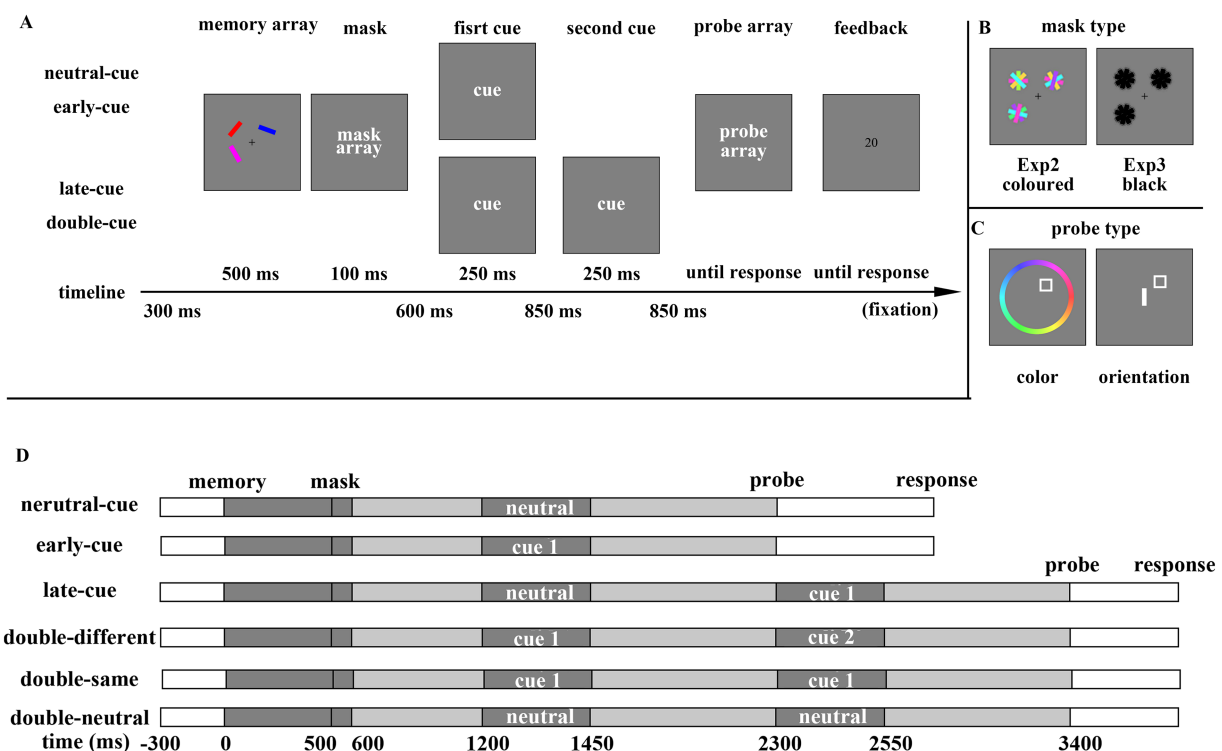 A
memory array
mask
fisrt cue
second cue
probe array
feedback
neutral-cue
early-cue
late-cue
double-cue
+
mask
array
cue
cue
cue
probe
array
20
500 ms
100 ms
250 ms
250 ms
until response
until response
timeline
300 ms
600 ms
850 ms
850 ms
(fixation)
B
mask type
+
+
Exp2
coloured
Exp3
black
C
probe type
color
orientation
D
memory
mask
probe
response
nerutral-cue
neutral
early-cue
cue 1
probe
response
late-cue
neutral
cue 1
double-different
cue 1
cue 2
double-same
cue 1
cue 1
double-neutral
neutral
neutral
time (ms)
-300
0
500
600
1200
1450
2300
2550
3400